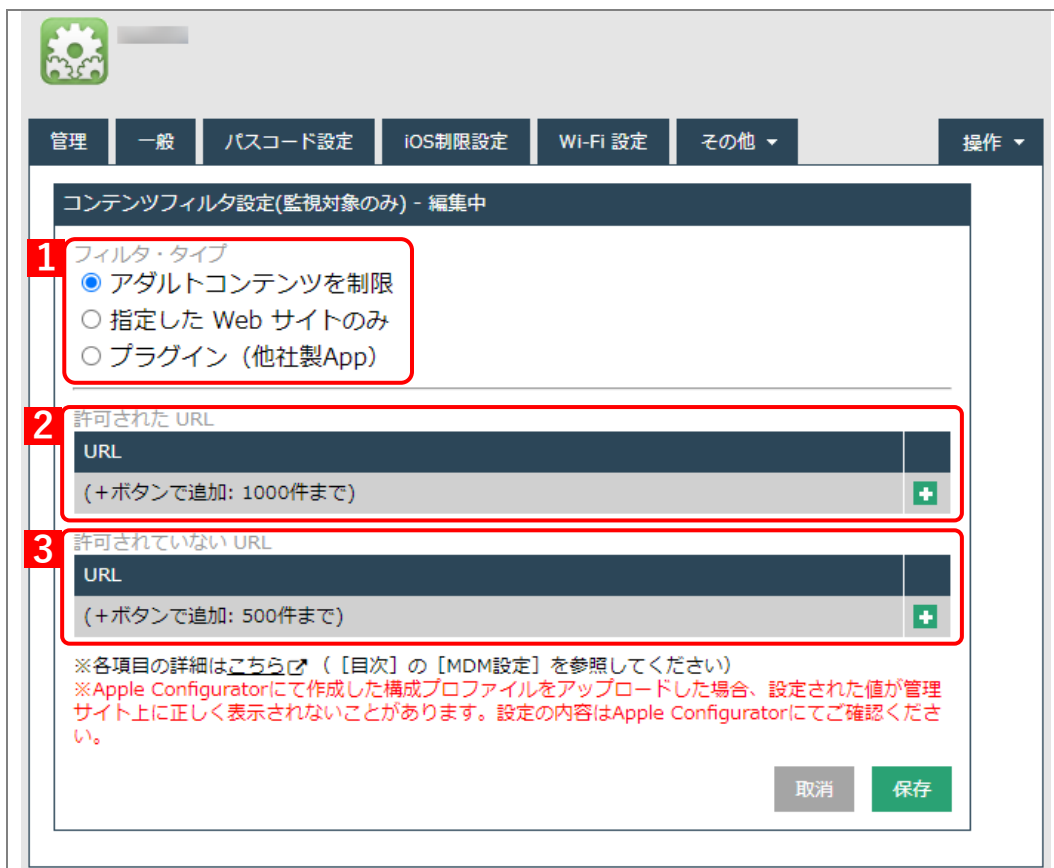 管理 一般 パスコード設定 iOS制限設定 Wi-Fi 設定 その他 操作
コンテンツフィルタ設定(監視対象のみ) - 編集中
1
フィルタ・タイプ
アダルトコンテンツを制限
指定した Web サイトのみ
プラグイン（他社製App）
2
許可された URL
URL
(+ボタンで追加: 1000件まで)
3
許可されていない URL
URL
(+ボタンで追加: 500件まで)
※各項目の詳細はこちら（［目次］の［MDM設定］を参照してください）
※Apple Configuratorにて作成した構成プロファイルをアップロードした場合、設定された値が管理
サイト上に正しく表示されないことがあります。設定の内容はApple Configuratorにてご確認くださ
い。
取消 保存